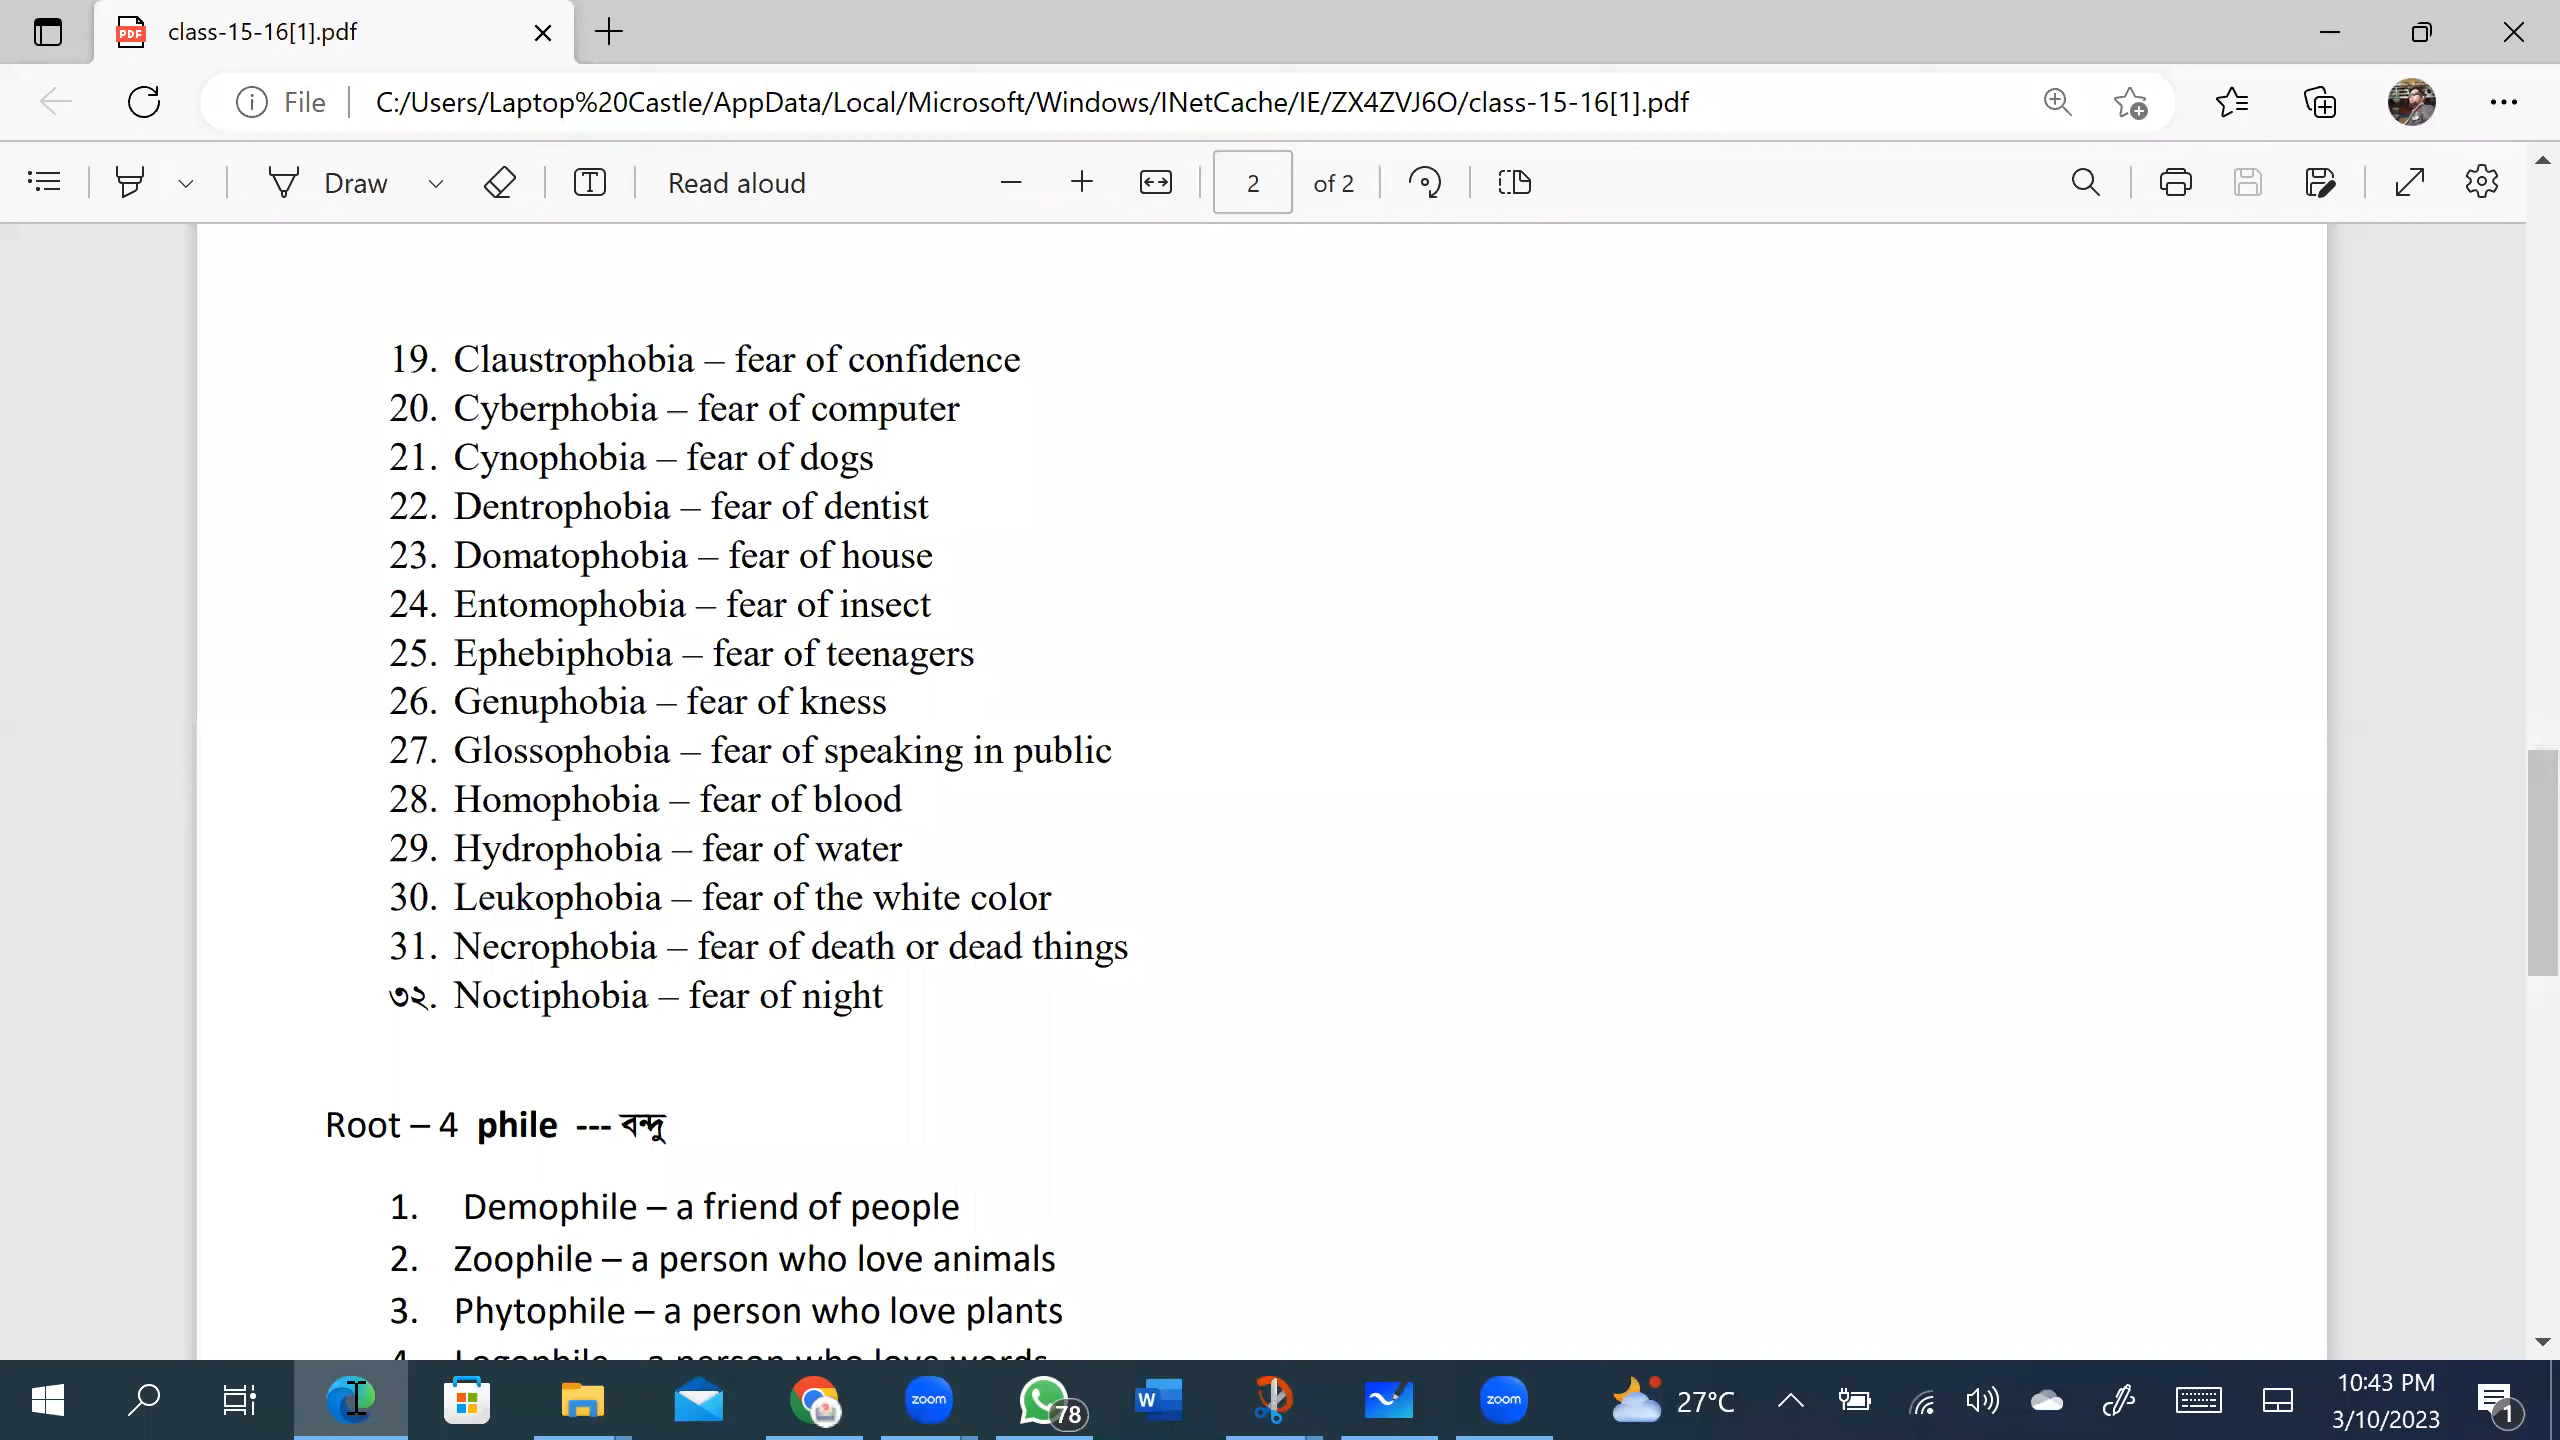 class-15-16[1].pdf
File C:/Users/Laptop%20Castle/AppData/Local/Microsoft/Windows/INetCache/IE/ZX4ZVJ6O/class-15-16[1].pdf
Draw Read aloud 2 of 2
19. Claustrophobia – fear of confidence
20. Cyberphobia – fear of computer
21. Cynophobia – fear of dogs
22. Dentrophobia – fear of dentist
23. Domatophobia – fear of house
24. Entomophobia – fear of insect
25. Ephebiphobia – fear of teenagers
26. Genuphobia – fear of kness
27. Glossophobia – fear of speaking in public
28. Homophobia – fear of blood
29. Hydrophobia – fear of water
30. Leukophobia – fear of the white color
31. Necrophobia – fear of death or dead things
৩২. Noctiphobia – fear of night
Root – 4 phile --- বন্দু
1. Demophile – a friend of people
2. Zoophile – a person who love animals
3. Phytophile – a person who love plants
4. Logophile – a person who love words
zoom 78 zoom 27°C 10:43 PM
3/10/2023 1